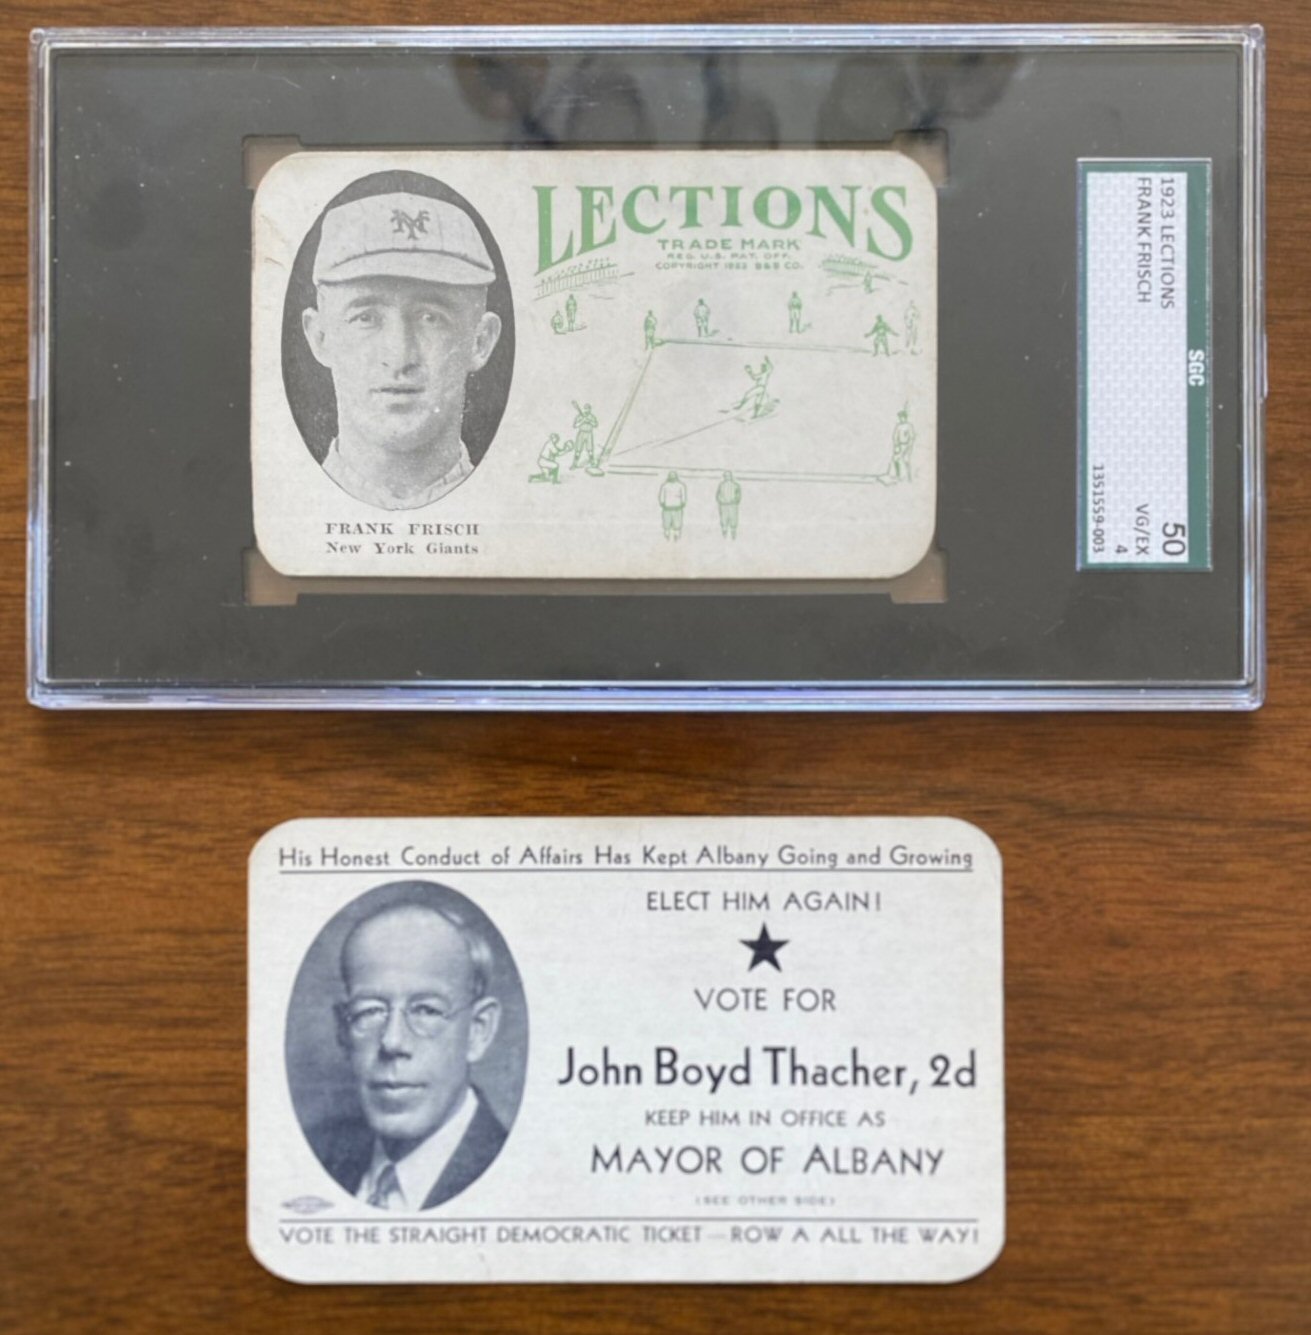 LECTIONS
TRADE MARK
REG. U.S. PAT. OFF.
COPYRIGHT 1923 B&B CO.
NY
FRANK FRISCH
New York Giants
1923 LECTIONS
FRANK FRISCH
SGC
50
VG/EX
4
1351559-003
His Honest Conduct of Affairs Has Kept Albany Going and Growing
ELECT HIM AGAIN!
VOTE FOR
John Boyd Thacher, 2d
KEEP HIM IN OFFICE AS
MAYOR OF ALBANY
(SEE OTHER SIDE)
VOTE THE STRAIGHT DEMOCRATIC TICKET—ROW A ALL THE WAY!